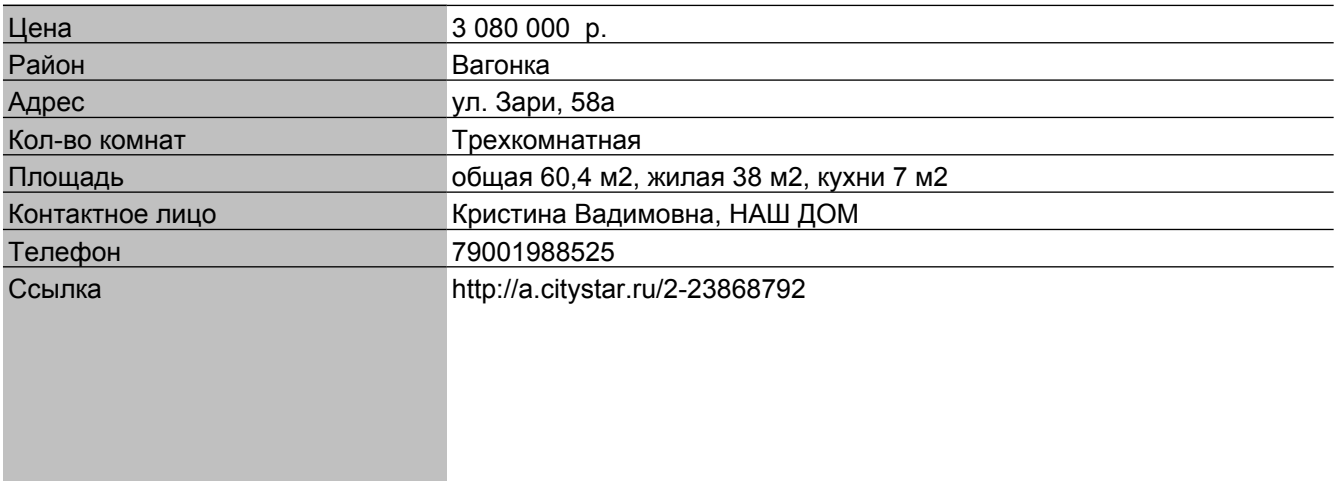 Цена 3 080 000 р.
Район Вагонка
Адрес ул. Зари, 58а
Кол-во комнат Трехкомнатная
Площадь общая 60,4 м2, жилая 38 м2, кухни 7 м2
Контактное лицо Кристина Вадимовна, НАШ ДОМ
Телефон 79001988525
Ссылка http://a.citystar.ru/2-23868792